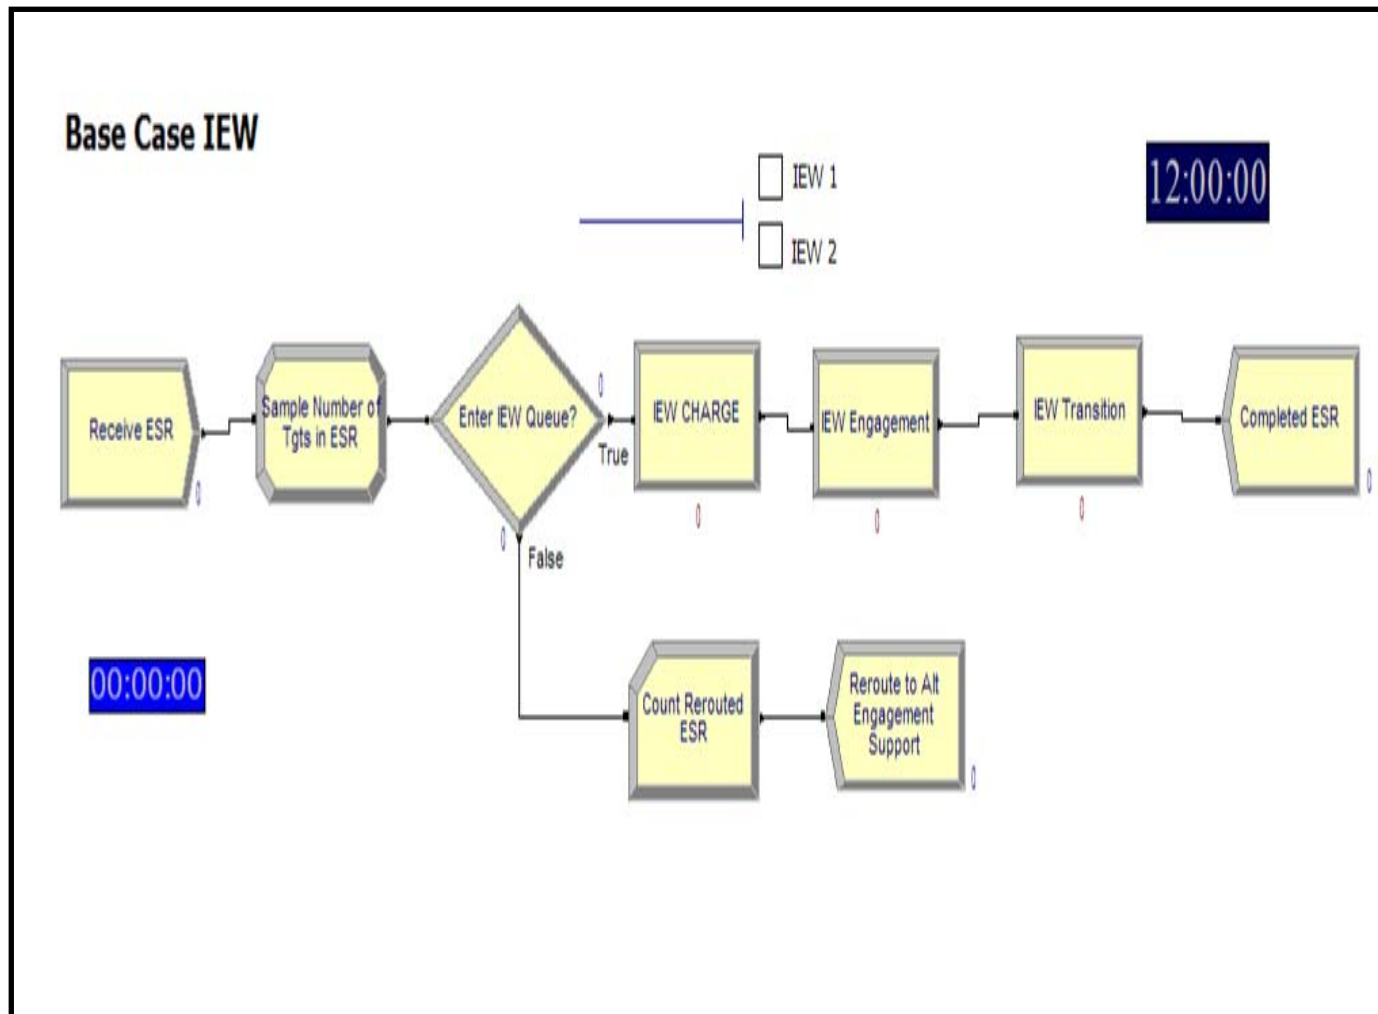 Base Case IEW
IEW 1
IEW 2
12:00:00
Receive ESR
0
Sample Number of
Tgts in ESR
Enter IEW Queue?
0
True
0
False
IEW CHARGE
0
IEW Engagement
0
IEW Transition
0
Completed ESR
0
00:00:00
Count Rerouted
ESR
Reroute to Alt
Engagement
Support
0